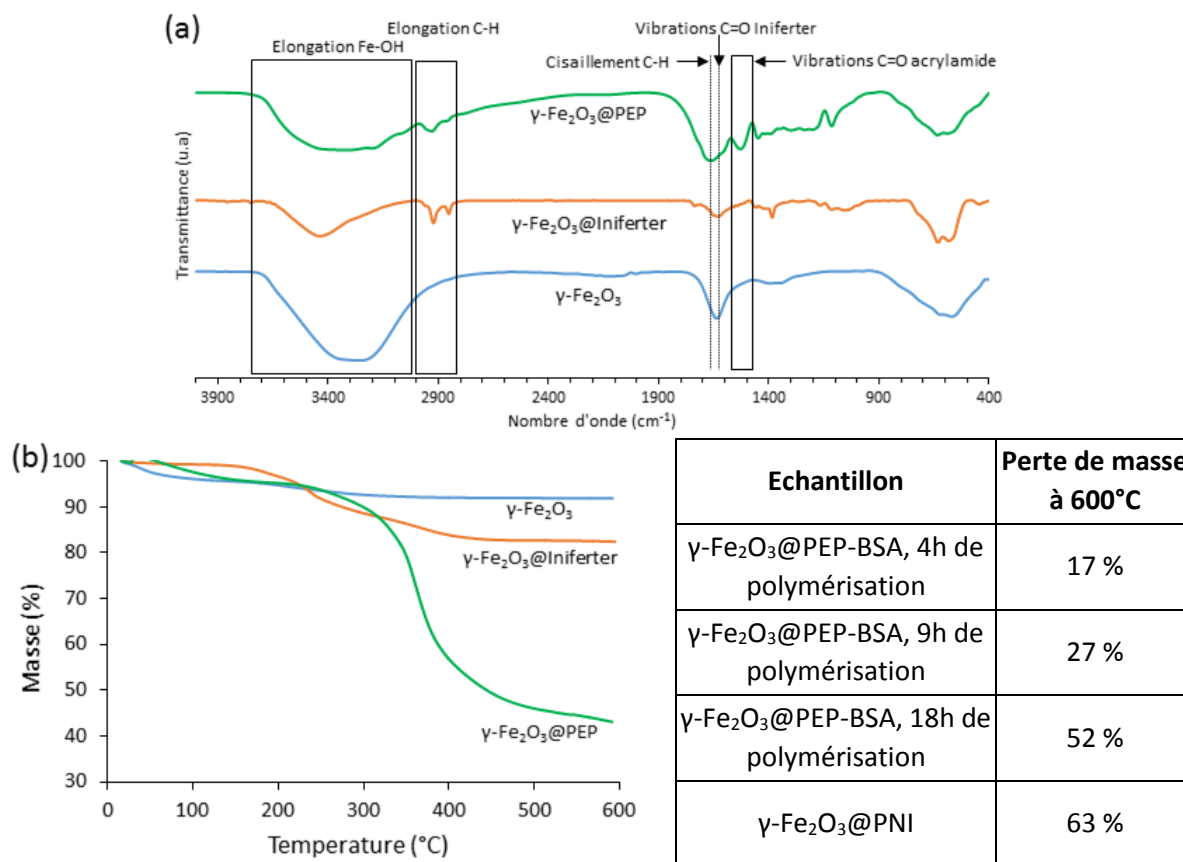 (a)
Elongation Fe-OH
Elongation C-H
Vibrations C=O Iniferter
Cisaillement C-H
Vibrations C=O acrylamide
Transmittance (u.a)
γ-Fe₂O₃@PEP
γ-Fe₂O₃@Iniferter
γ-Fe₂O₃
3900 3400 2900 2400 1900 1400 900 400
Nombre d'onde (cm⁻¹)
(b)
100
90
80
70
60
50
40
30
Masse (%)
γ-Fe₂O₃
γ-Fe₂O₃@Iniferter
γ-Fe₂O₃@PEP
0 100 200 300 400 500 600
Temperature (°C)
Echantillon
Perte de masse
à 600°C
γ-Fe₂O₃@PEP-BSA, 4h de
polymérisation
17 %
γ-Fe₂O₃@PEP-BSA, 9h de
polymérisation
27 %
γ-Fe₂O₃@PEP-BSA, 18h de
polymérisation
52 %
γ-Fe₂O₃@PNI
63 %